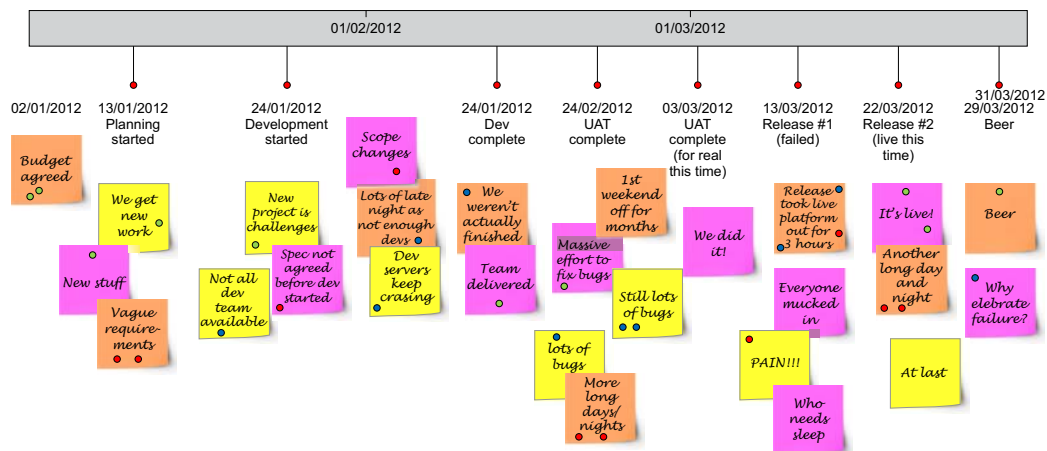 01/02/2012
01/03/2012
02/01/2012
13/01/2012
Planning
started
24/01/2012
Development
started
24/01/2012
Dev
complete
24/02/2012
UAT
complete
03/03/2012
UAT
complete
(for real
this time)
13/03/2012
Release #1
(failed)
22/03/2012
Release #2
(live this
time)
31/03/2012
29/03/2012
Beer
Budget
agreed
We get
new
work
New stuff
Vague
require-
ments
New
project is
challenges
Not all
dev
team
available
Spec not
agreed
before dev
started
Scope
changes
Lots of late
night as
not enough
devs
Dev
servers
keep
crasing
We
weren't
actually
finished
Team
delivered
1st
weekend
off for
months
Massive
effort to
fix bugs
Still lots
of bugs
lots of
bugs
More
long
days/
nights
We did
it!
Release
took live
platform
out for
3 hours
Everyone
mucked
in
PAIN!!!
Who
needs
sleep
It's live!
Another
long day
and
night
At last
Beer
Why
elebrate
failure?